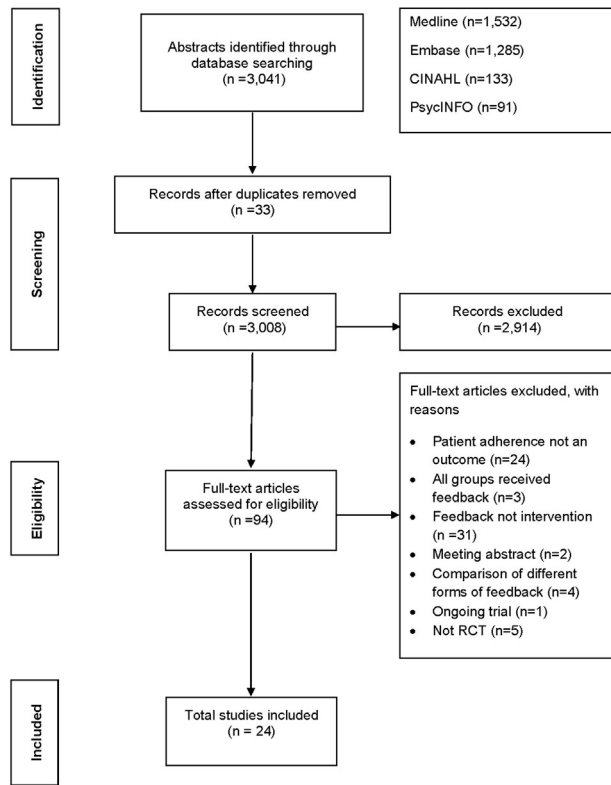 Identification
Abstracts identified through
database searching
(n =3,041)
Medline (n=1,532)
Embase (n=1,285)
CINAHL (n=133)
PsycINFO (n=91)
Screening
Records after duplicates removed
(n =33)
Records screened
(n =3,008)
Records excluded
(n =2,914)
Eligibility
Full-text articles
assessed for eligibility
(n =94)
Full-text articles excluded, with
reasons
• Patient adherence not an
outcome (n=24)
• All groups received
feedback (n=3)
• Feedback not intervention
(n =31)
• Meeting abstract (n=2)
• Comparison of different
forms of feedback (n=4)
• Ongoing trial (n=1)
• Not RCT (n=5)
Included
Total studies included
(n = 24)